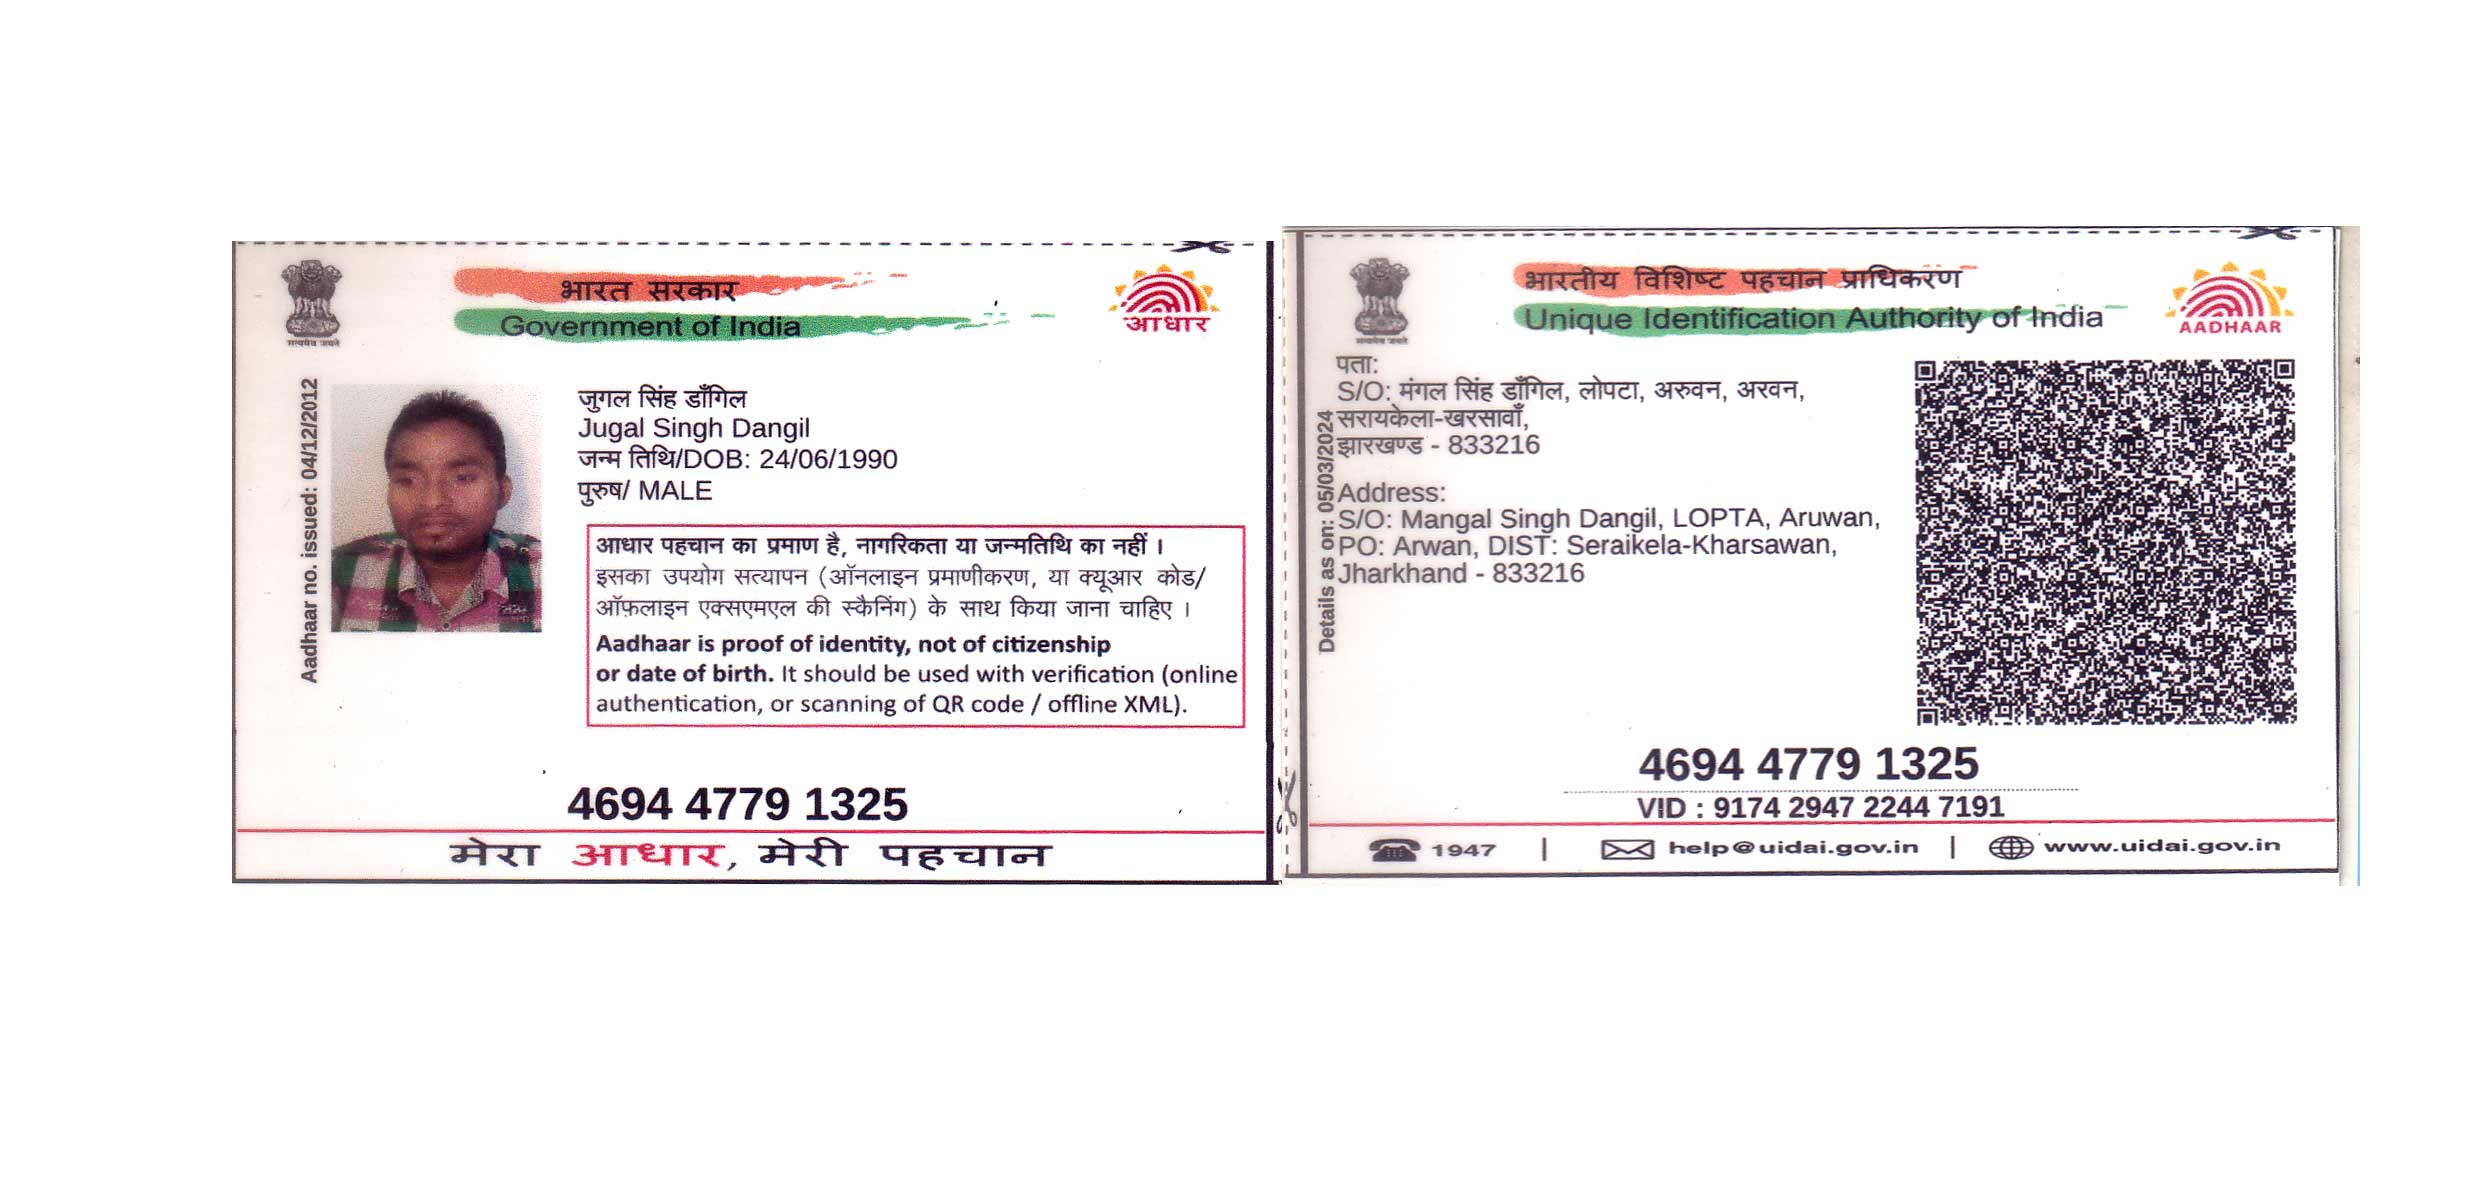 भारत सरकार
Government of India
आधार
Aadhaar no. issued: 04/12/2012
जुगल सिंह डाँगिल
Jugal Singh Dangil
जन्म तिथि/DOB: 24/06/1990
पुरुष/ MALE
आधार पहचान का प्रमाण है, नागरिकता या जन्मतिथि का नहीं ।
इसका उपयोग सत्यापन (ऑनलाइन प्रमाणीकरण, या क्यूआर कोड/
ऑफ़लाइन एक्सएमएल की स्कैनिंग) के साथ किया जाना चाहिए ।
Aadhaar is proof of identity, not of citizenship
or date of birth. It should be used with verification (online
authentication, or scanning of QR code / offline XML).
4694 4779 1325
मेरा आधार, मेरी पहचान
भारतीय विशिष्ट पहचान प्राधिकरण
Unique Identification Authority of India
AADHAAR
Details as on: 05/03/2024
पता:
S/O: मंगल सिंह डाँगिल, लोपटा, अरुवन, अरवन,
सरायकेला-खरसावाँ,
झारखण्ड - 833216
Address:
S/O: Mangal Singh Dangil, LOPTA, Aruwan,
PO: Arwan, DIST: Seraikela-Kharsawan,
Jharkhand - 833216
4694 4779 1325
VID : 9174 2947 2244 7191
1947 | help@uidai.gov.in | www.uidai.gov.in